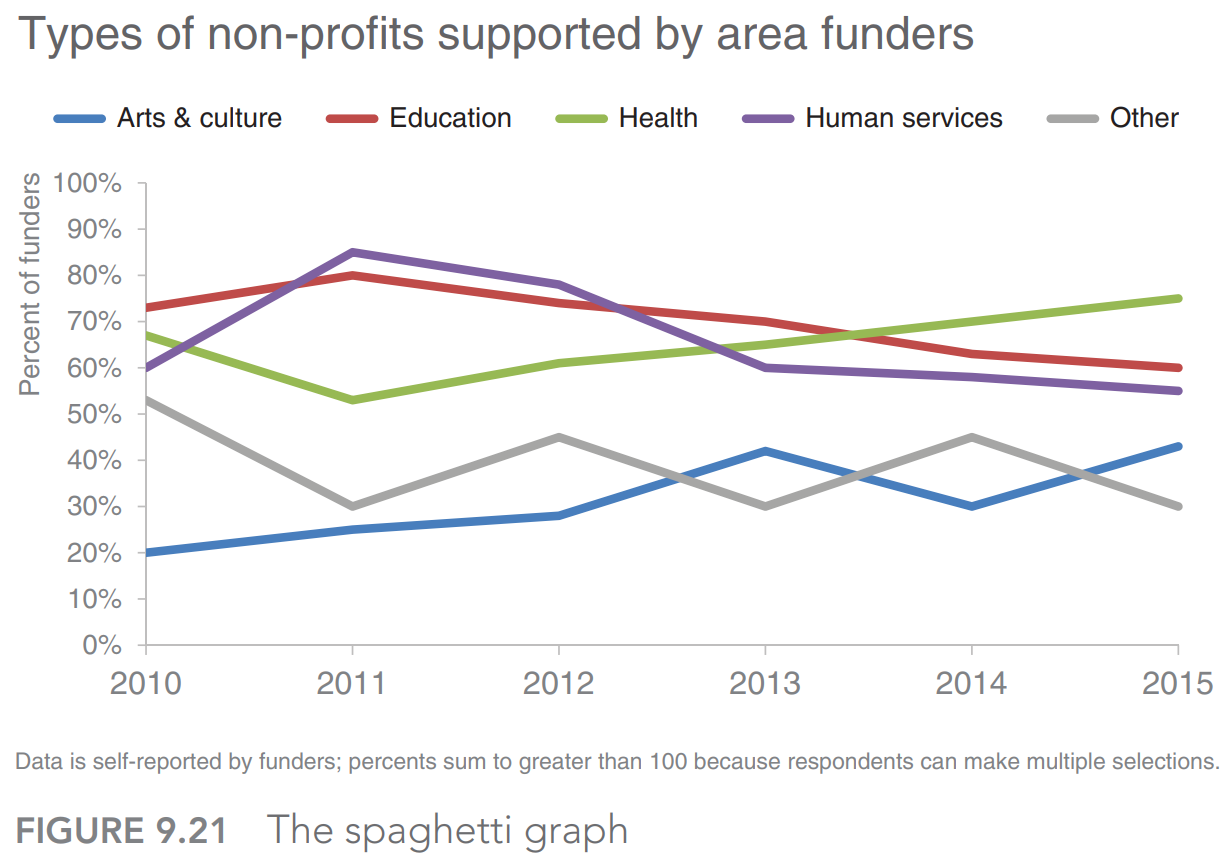 Types of non-profits supported by area funders
Arts & culture Education Health Human services Other
Percent of funders
100%
90%
80%
70%
60%
50%
40%
30%
20%
10%
0%
2010 2011 2012 2013 2014 2015
Data is self-reported by funders; percents sum to greater than 100 because respondents can make multiple selections.
FIGURE 9.21 The spaghetti graph